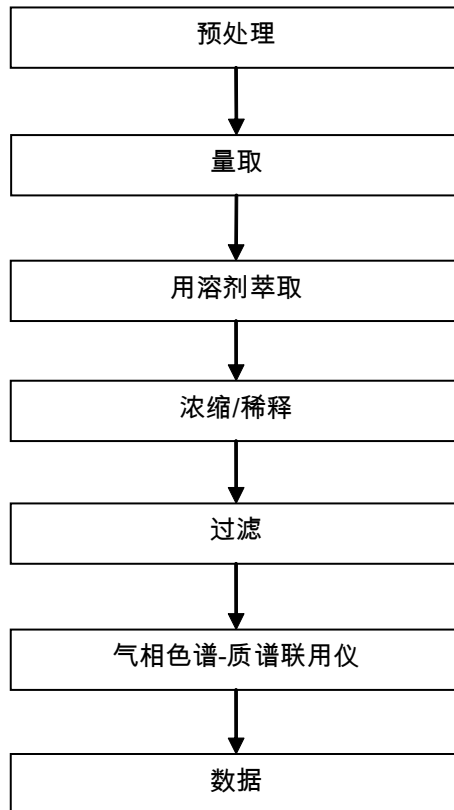 预处理
量取
用溶剂萃取
浓缩/稀释
过滤
气相色谱-质谱联用仪
数据